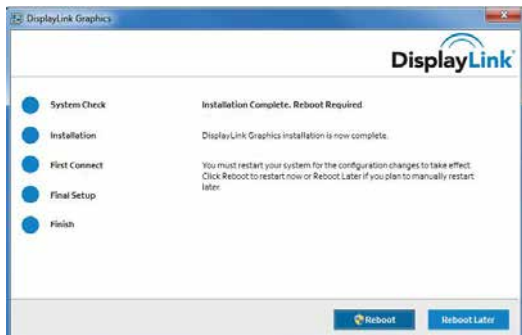 DisplayLink Graphics
DisplayLink
System Check
Installation
First Connect
Final Setup
Finish
Installation Complete. Reboot Required
DisplayLink Graphics installation is now complete.
You must restart your system for the configuration changes to take effect.
Click Reboot to restart now or Reboot Later if you plan to manually restart
later.
Reboot
Reboot Later